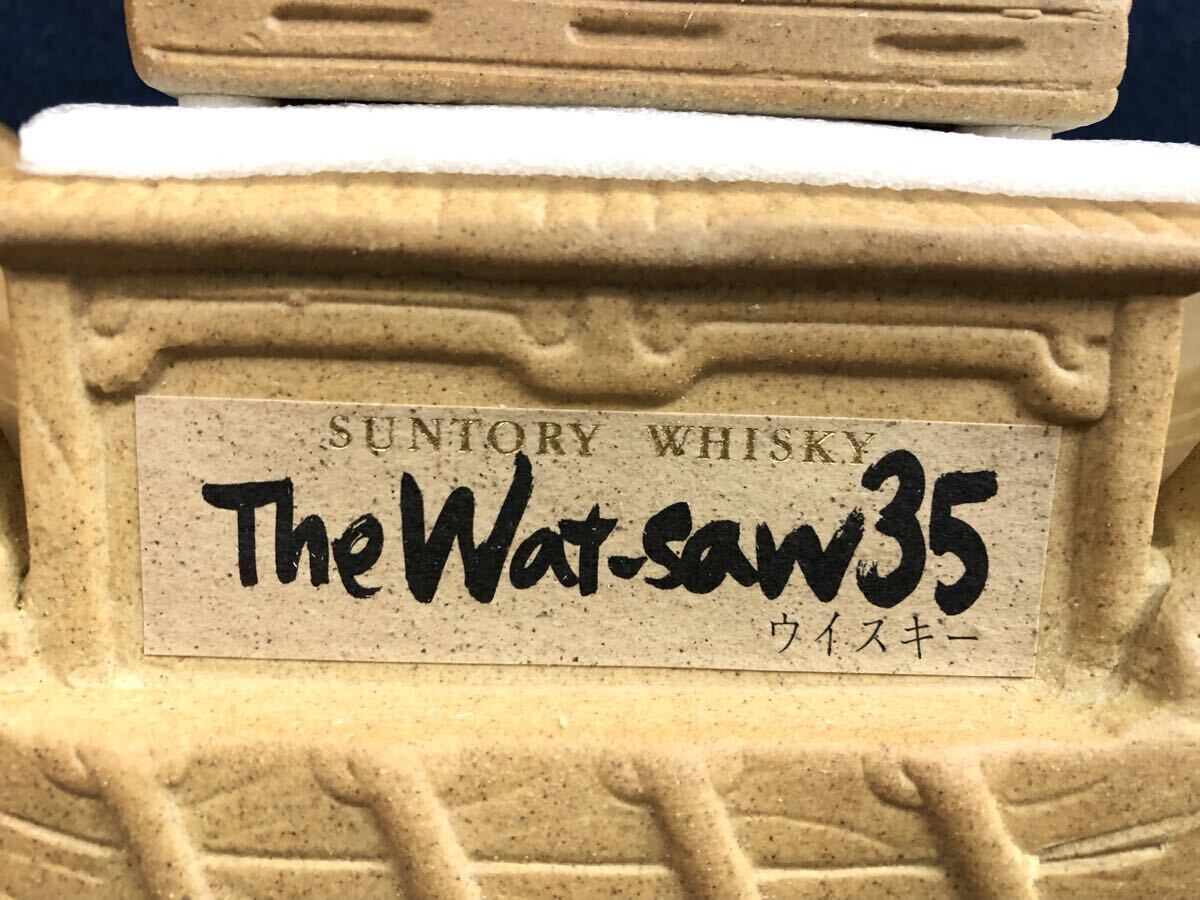 SUNTORY WHISKY
The Wat-saw35
ウイスキー